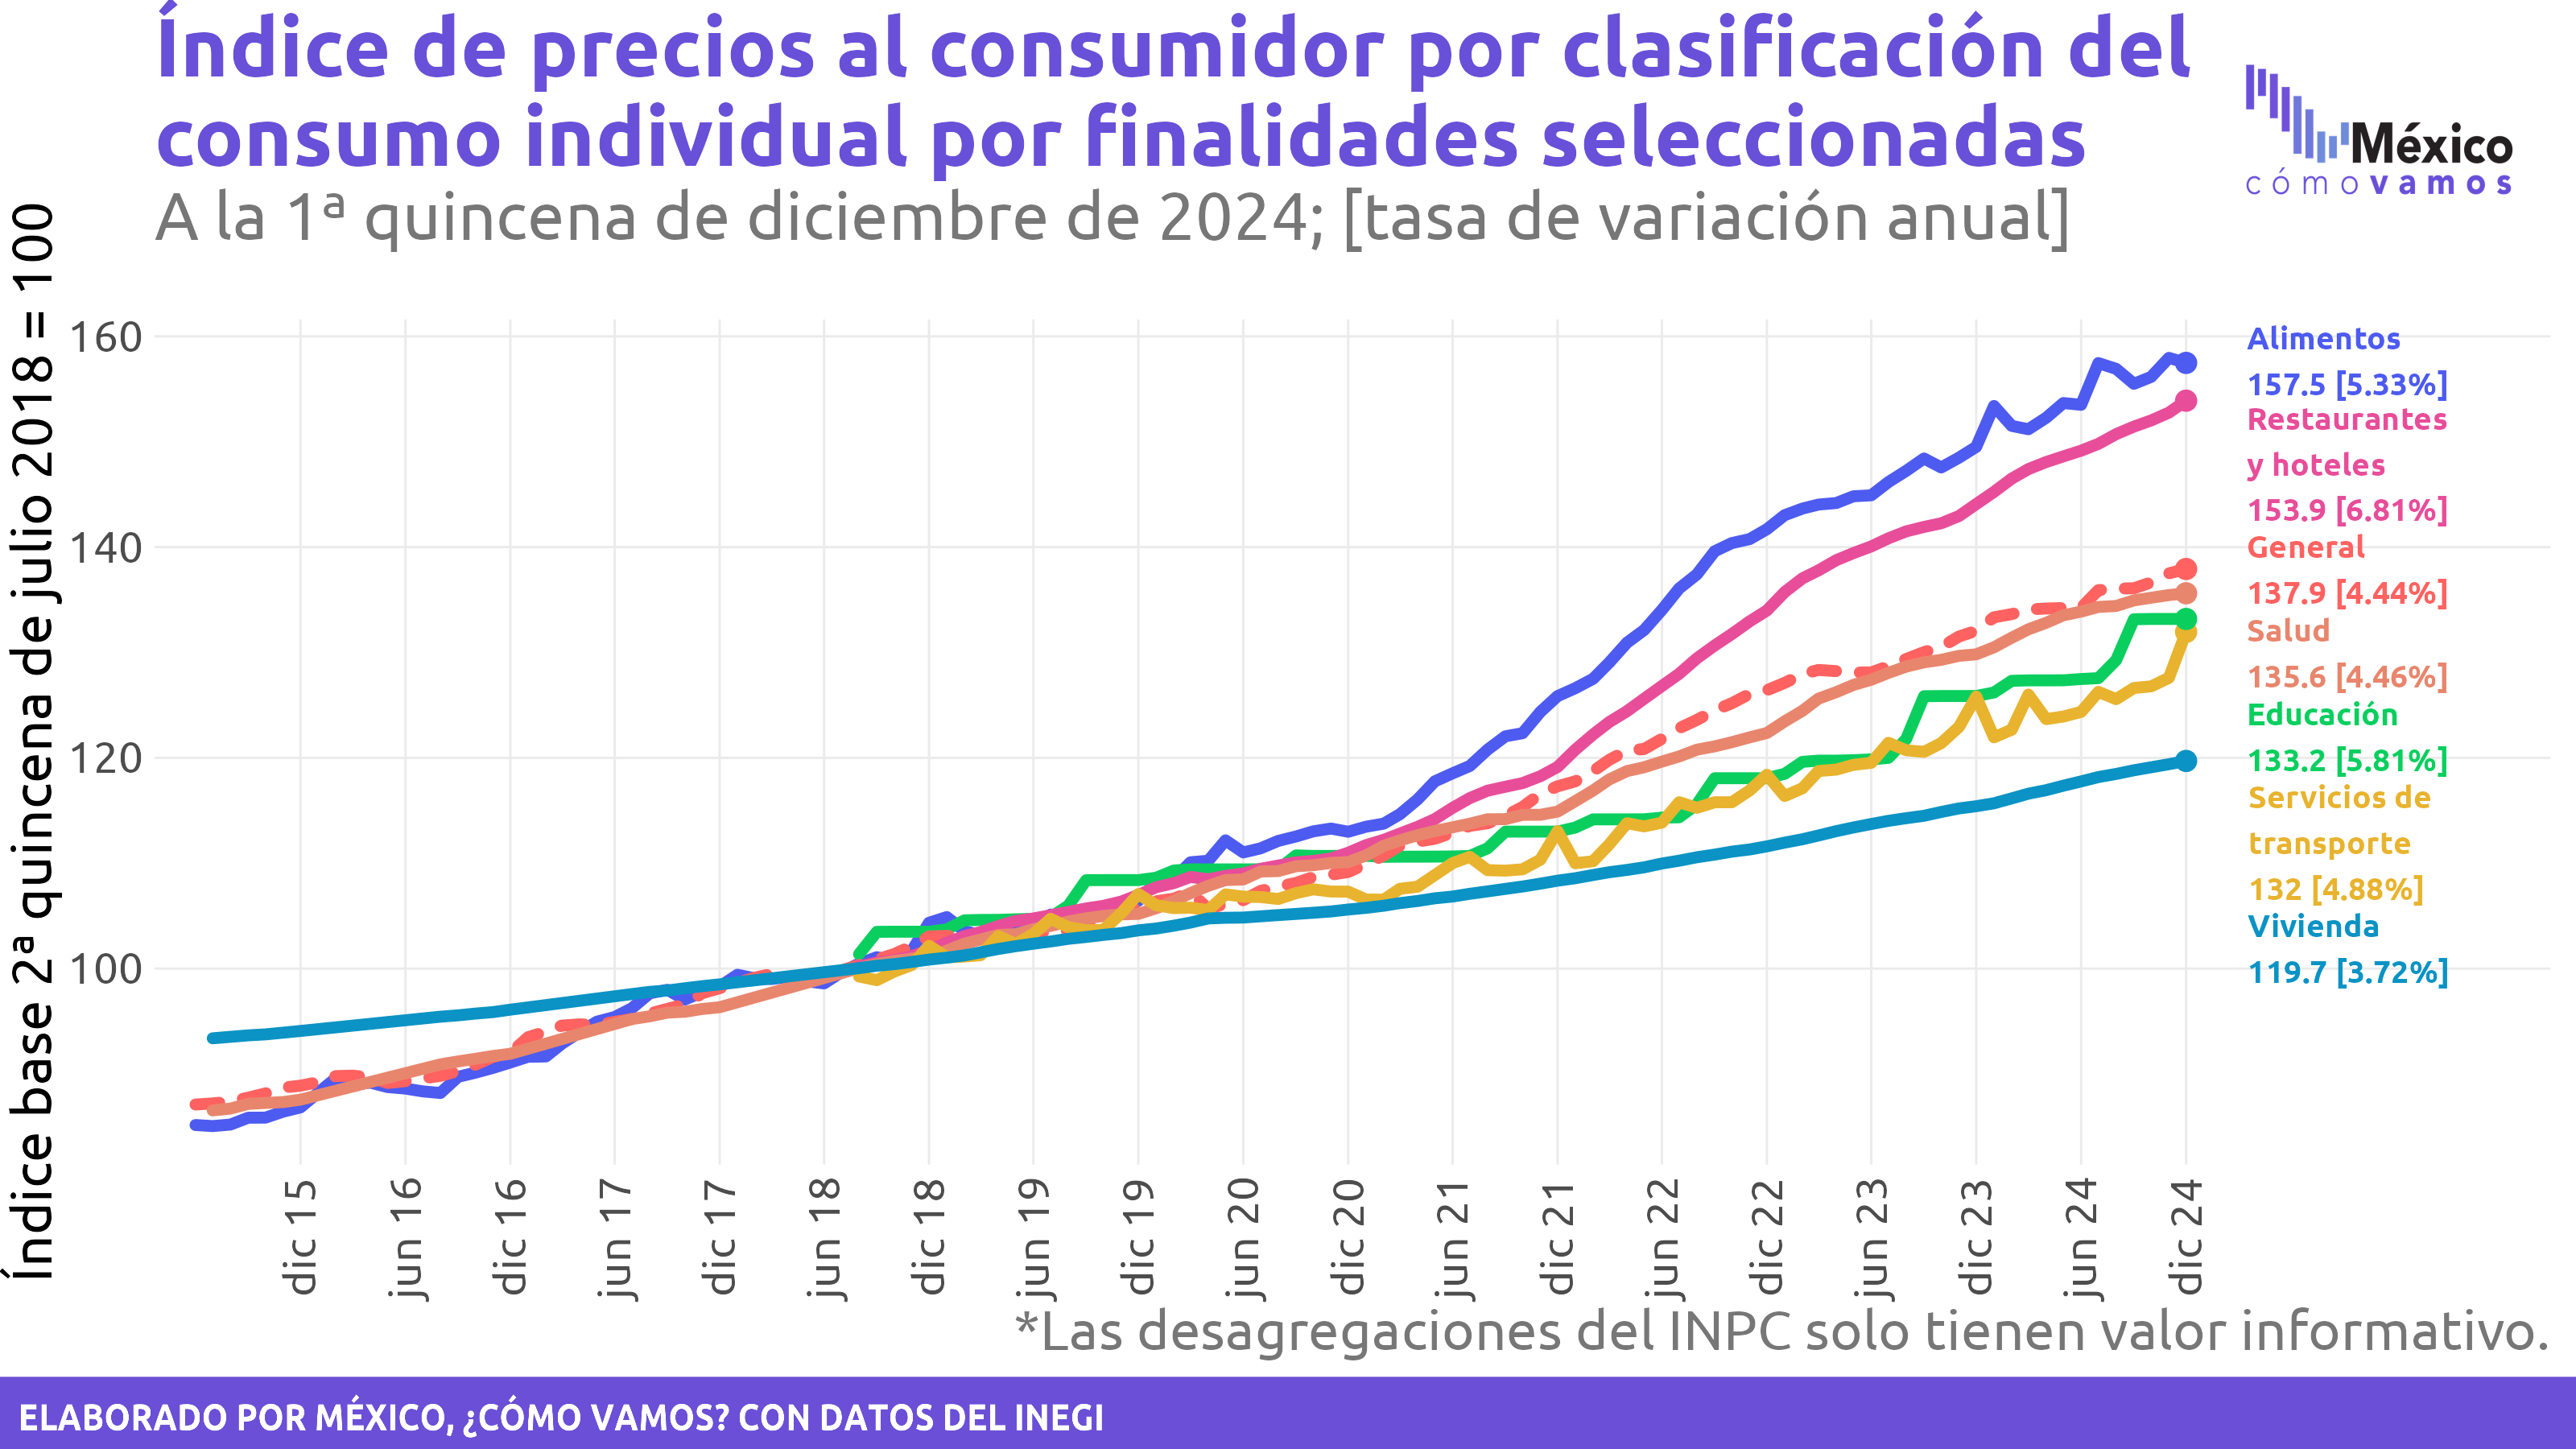 Índice de precios al consumidor por clasificación del
consumo individual por finalidades seleccionadas
A la 1ª quincena de diciembre de 2024; [tasa de variación anual]
México
cómo vamos
Índice base 2ª quincena de julio 2018 = 100
160
140
120
100
Alimentos
157.5 [5.33%]
Restaurantes
y hoteles
153.9 [6.81%]
General
137.9 [4.44%]
Salud
135.6 [4.46%]
Educación
133.2 [5.81%]
Servicios de
transporte
132 [4.88%]
Vivienda
119.7 [3.72%]
dic 15
jun 16
dic 16
jun 17
dic 17
jun 18
dic 18
jun 19
dic 19
jun 20
dic 20
jun 21
dic 21
jun 22
dic 22
jun 23
dic 23
jun 24
dic 24
*Las desagregaciones del INPC solo tienen valor informativo.
ELABORADO POR MÉXICO, ¿CÓMO VAMOS? CON DATOS DEL INEGI